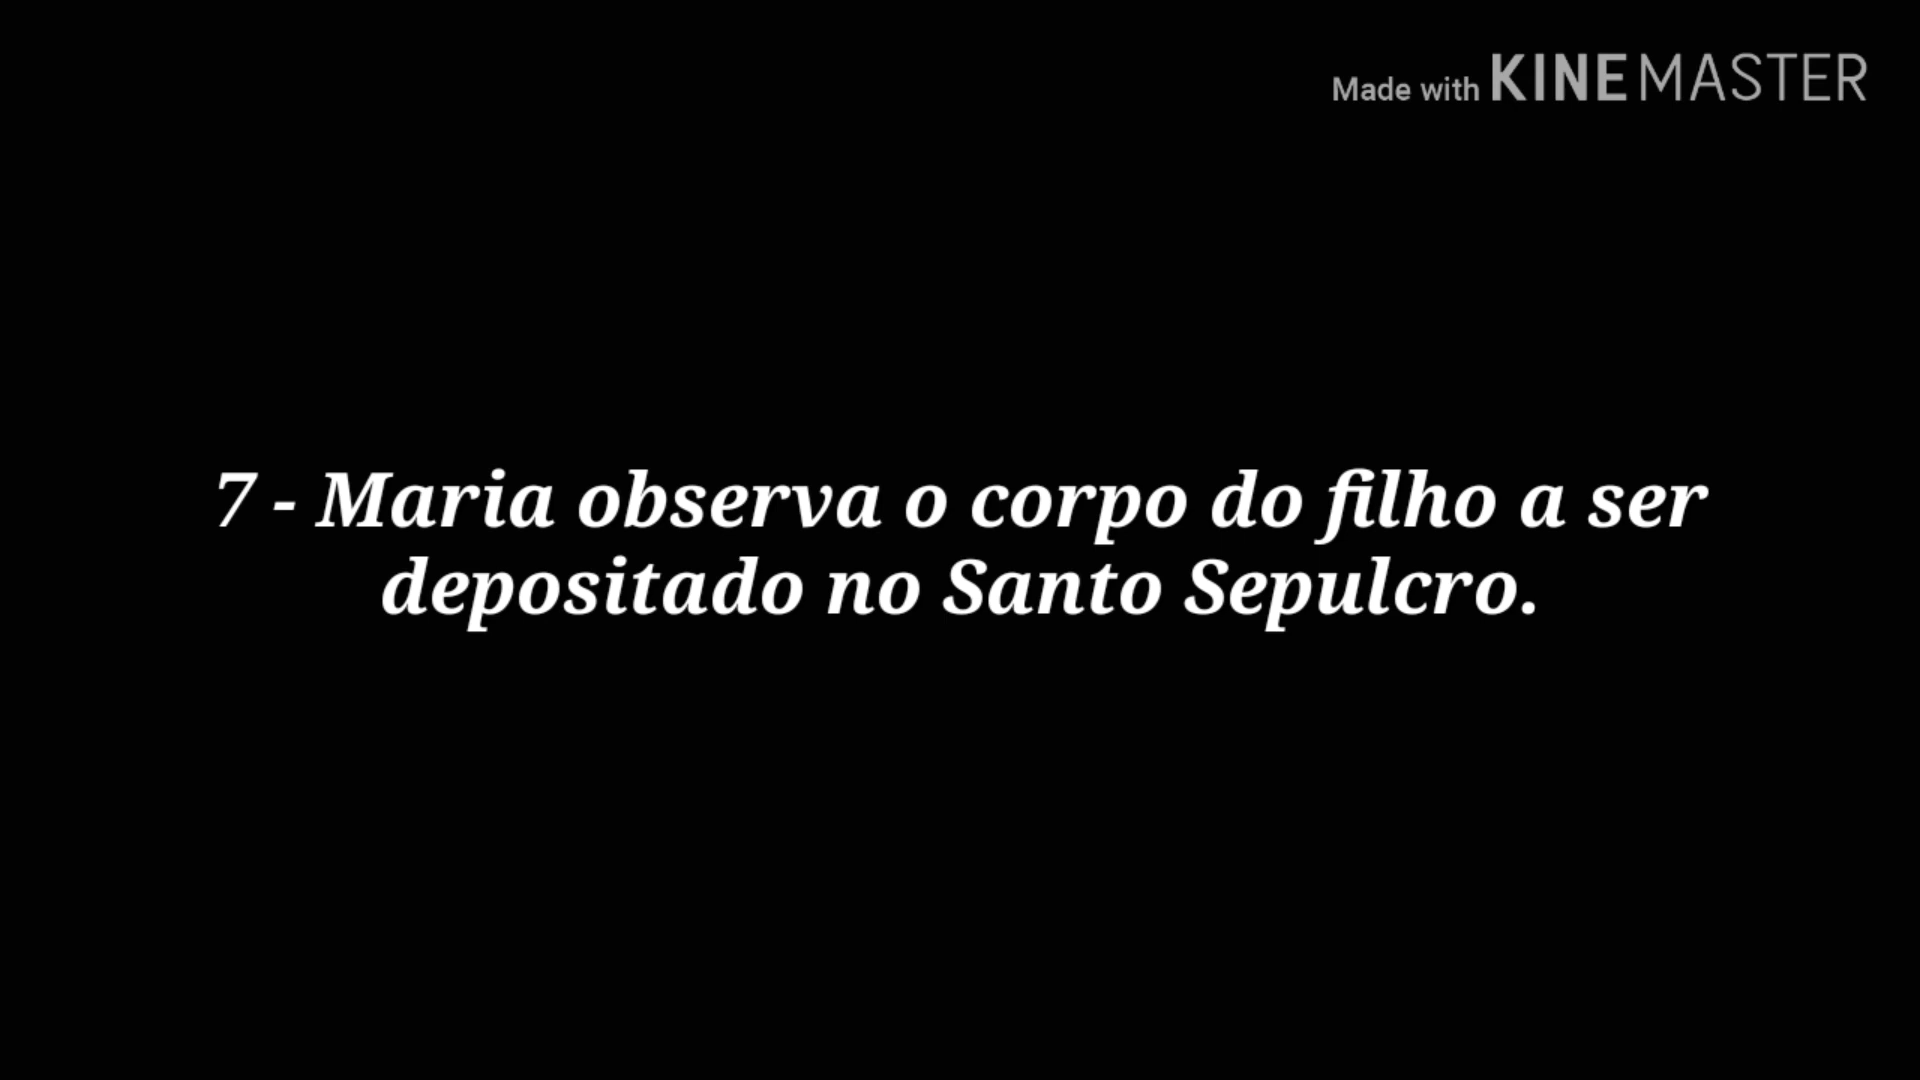 Made with KINEMASTER
7 - Maria observa o corpo do filho a ser
depositado no Santo Sepulcro.